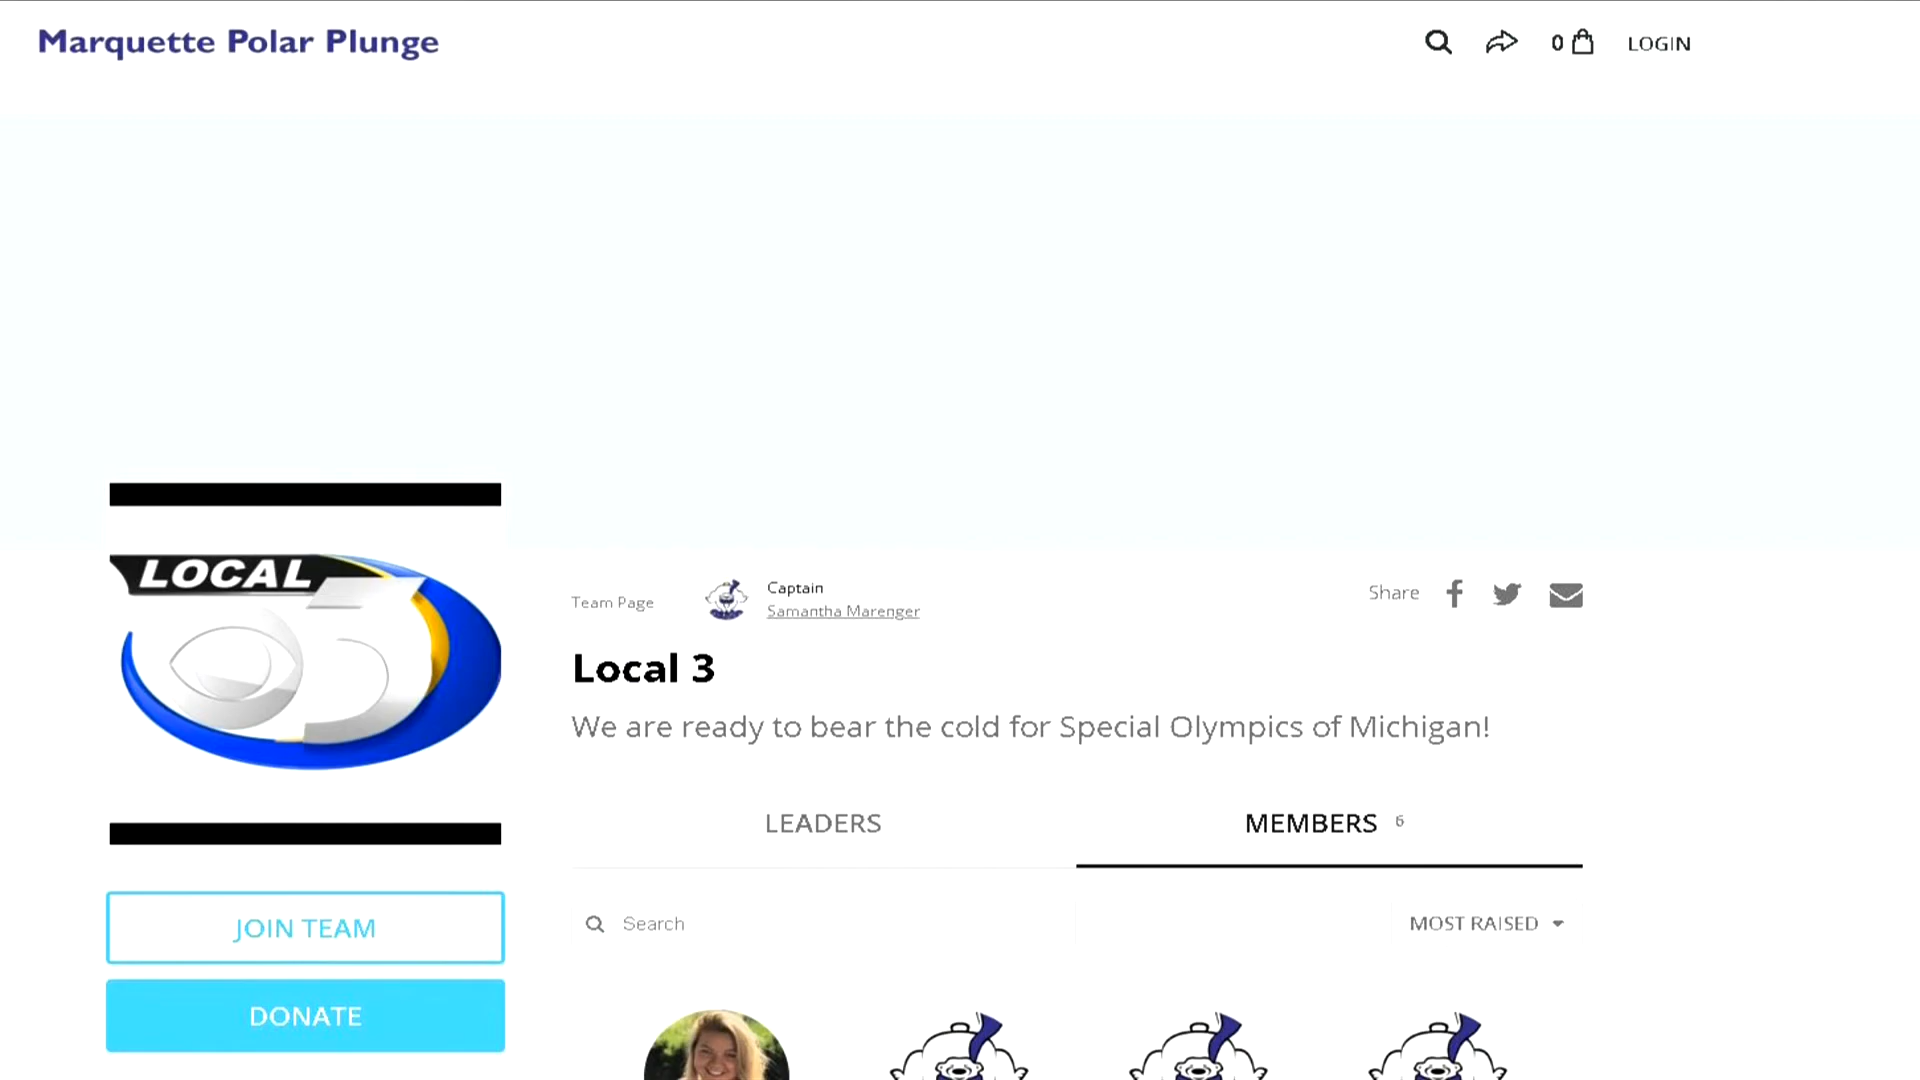 Marquette Polar Plunge
0
LOGIN
LOCAL
3
Team Page
Captain
Samantha Marenger
Share
Local 3
We are ready to bear the cold for Special Olympics of Michigan!
LEADERS
MEMBERS 6
Search
MOST RAISED
JOIN TEAM
DONATE